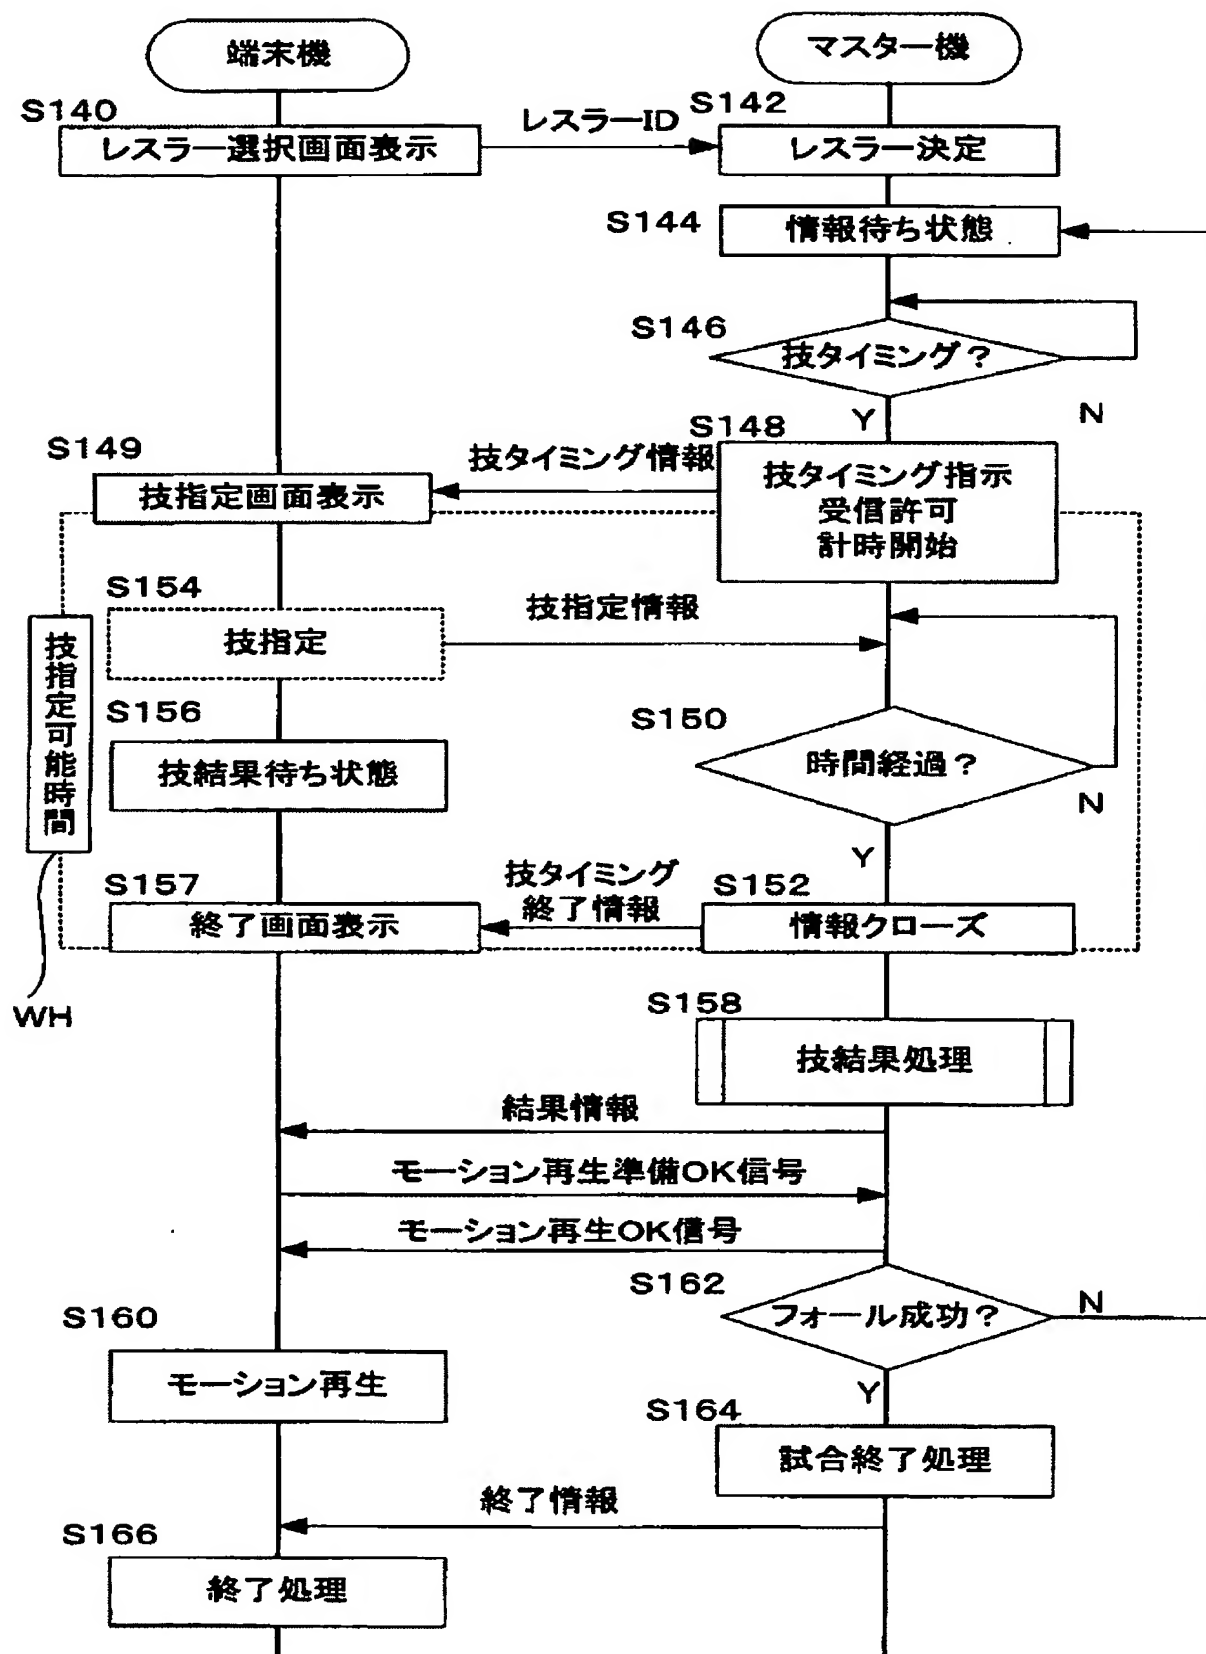 端末機
マスター機
S140
レスラー選択画面表示
レスラーID
S142
レスラー決定
S144
情報待ち状態
S146
技タイミング?
Y
N
S148
技タイミング指示
受信許可
計時開始
技タイミング情報
S149
技指定画面表示
S154
技指定
技指定情報
技指定可能時間
S156
技結果待ち状態
S150
時間経過?
N
Y
S157
終了画面表示
技タイミング
終了情報
S152
情報クローズ
WH
S158
技結果処理
結果情報
モーション再生準備OK信号
モーション再生OK信号
S162
フォール成功?
N
Y
S160
モーション再生
S164
試合終了処理
終了情報
S166
終了処理